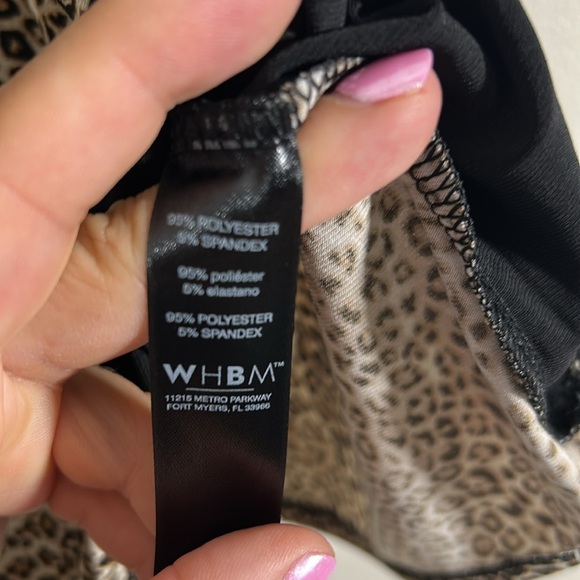 95% POLYESTER
5% SPANDEX
95% poliéster
5% elastano
95% POLYESTER
5% SPANDEX
WHBM™
11215 METRO PARKWAY
FORT MYERS, FL 33966